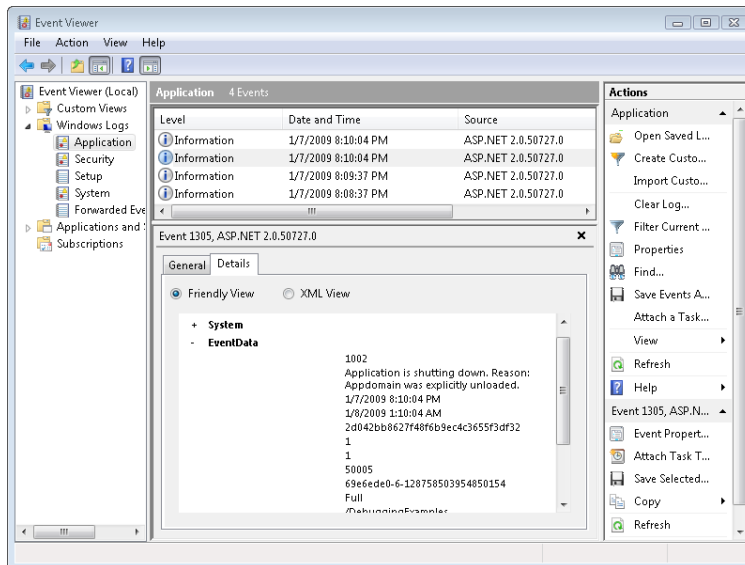 Event Viewer
File Action View Help
Event Viewer (Local)
Custom Views
Windows Logs
Application
Security
Setup
System
Forwarded Eve
Applications and
Subscriptions
Application 4 Events
Level Date and Time Source
Information 1/7/2009 8:10:04 PM ASP.NET 2.0.50727.0
Information 1/7/2009 8:10:04 PM ASP.NET 2.0.50727.0
Information 1/7/2009 8:09:37 PM ASP.NET 2.0.50727.0
Information 1/7/2009 8:08:37 PM ASP.NET 2.0.50727.0
Event 1305, ASP.NET 2.0.50727.0
General Details
Friendly View XML View
+ System
- EventData
1002
Application is shutting down. Reason:
Appdomain was explicitly unloaded.
1/7/2009 8:10:04 PM
1/8/2009 1:10:04 AM
2d042bb8627f48f6b9ec4c3655f3df32
1
1
50005
69e6ede0-6-128758503954850154
Full
/DebuggingExamples
Actions
Application
Open Saved L...
Create Custo...
Import Custo...
Clear Log...
Filter Current ...
Properties
Find...
Save Events A...
Attach a Task...
View
Refresh
Help
Event 1305, ASP.N...
Event Propert...
Attach Task T...
Save Selected...
Copy
Refresh